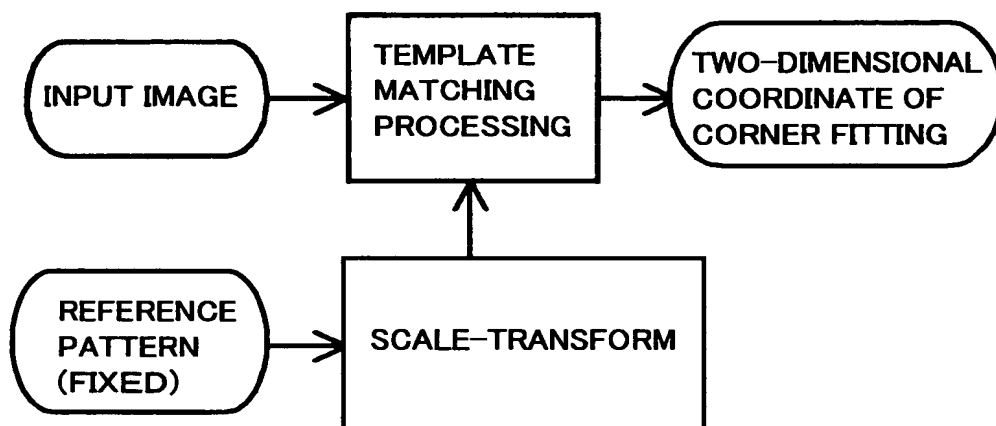 INPUT IMAGE
TEMPLATE
MATCHING
PROCESSING
TWO-DIMENSIONAL
COORDINATE OF
CORNER FITTING
REFERENCE
PATTERN
(FIXED)
SCALE-TRANSFORM